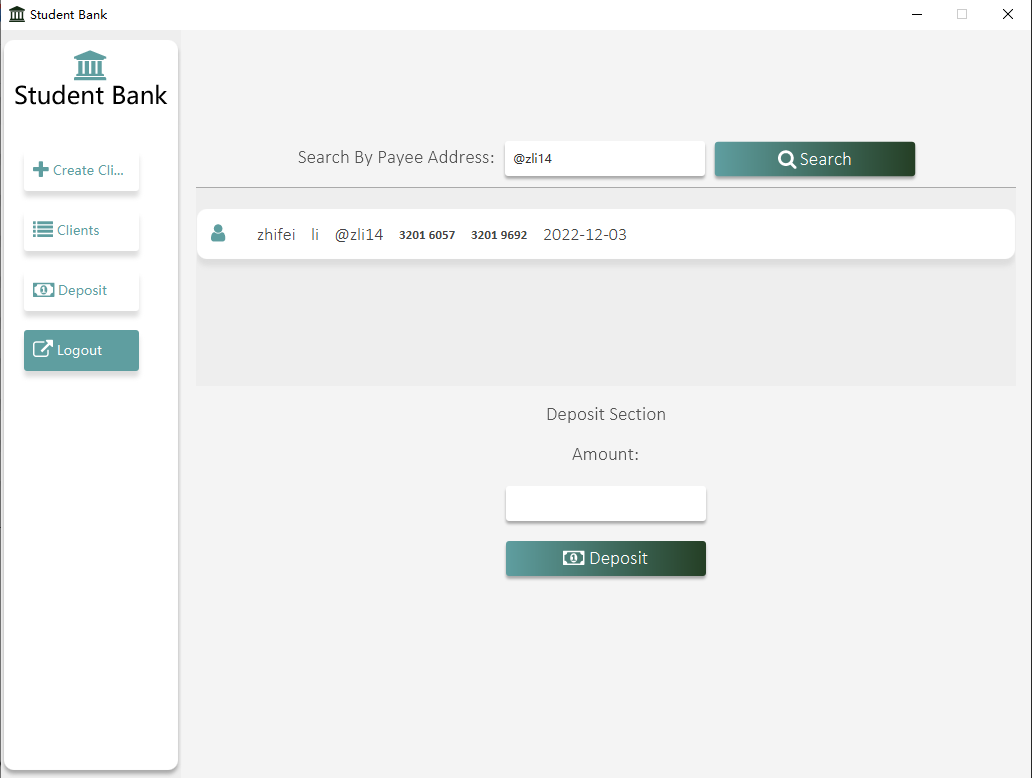 Student Bank
Student Bank
Create Cli...
Clients
Deposit
Logout
Search By Payee Address: @zli14 Search
zhifei li @zli14 3201 6057 3201 9692 2022-12-03
Deposit Section
Amount:
Deposit